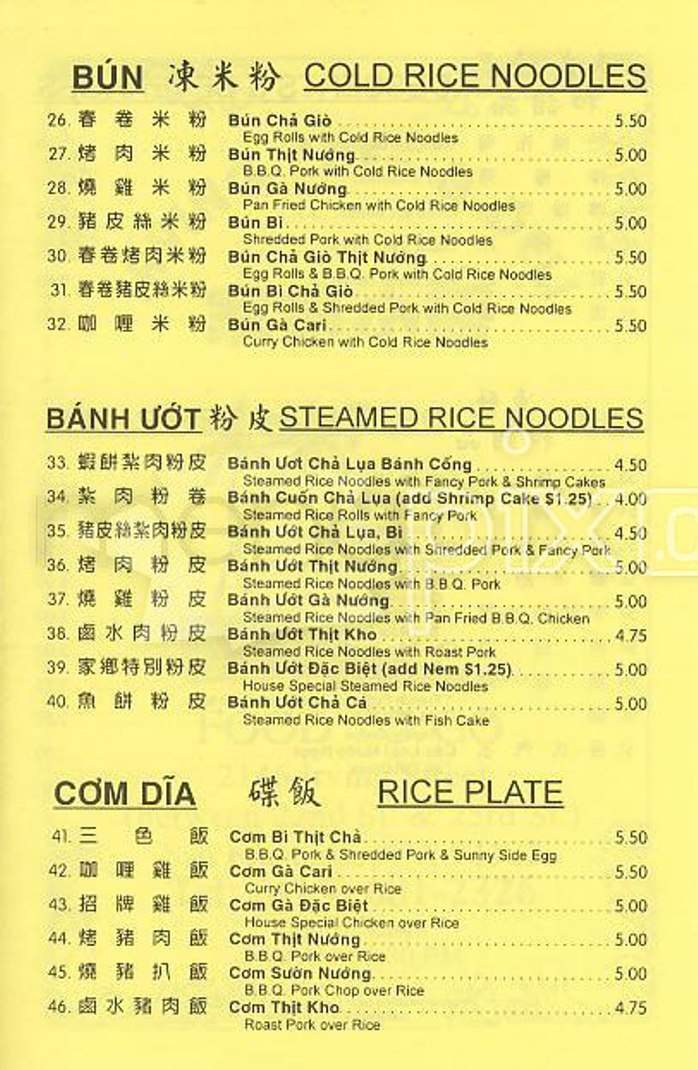 BÚN 凍米粉 COLD RICE NOODLES
26. 春卷米粉 Bún Chả Giò 5.50
Egg Rolls with Cold Rice Noodles
27. 烤肉米粉 Bún Thịt Nướng 5.00
B.B.Q. Pork with Cold Rice Noodles
28. 燒雞米粉 Bún Gà Nướng 5.00
Pan Fried Chicken with Cold Rice Noodles
29. 豬皮絲米粉 Bún Bì 5.00
Shredded Pork with Cold Rice Noodles
30. 春卷烤肉米粉 Bún Chả Giò Thịt Nướng 5.50
Egg Rolls & B.B.Q. Pork with Cold Rice Noodles
31. 春卷豬皮絲米粉 Bún Bì Chả Giò 5.50
Egg Rolls & Shredded Pork with Cold Rice Noodles
32. 咖喱米粉 Bún Gà Cari 5.50
Curry Chicken with Cold Rice Noodles
BÁNH ƯỚT 粉皮 STEAMED RICE NOODLES
33. 蝦餅紮肉粉皮 Bánh Ươt Chả Lụa Bánh Cống 4.50
Steamed Rice Noodles with Fancy Pork & Shrimp Cakes
34. 紮肉粉卷 Bánh Cuốn Chả Lụa (add Shrimp Cake $1.25) 4.00
Steamed Rice Rolls with Fancy Pork
35. 豬皮絲紮肉粉皮 Bánh Ướt Chả Lụa, Bì 4.50
Steamed Rice Noodles with Shredded Pork & Fancy Pork
36. 烤肉粉皮 Bánh Ướt Thịt Nướng 5.00
Steamed Rice Noodles with B.B.Q. Pork
37. 燒雞粉皮 Bánh Ướt Gà Nướng 5.00
Steamed Rice Noodles with Pan Fried B.B.Q. Chicken
38. 鹵水肉粉皮 Bánh Ướt Thịt Kho 4.75
Steamed Rice Noodles with Roast Pork
39. 家鄉特別粉皮 Bánh Ướt Đặc Biệt (add Nem $1.25) 5.00
House Special Steamed Rice Noodles
40. 魚餅粉皮 Bánh Ướt Chả Cá 5.00
Steamed Rice Noodles with Fish Cake
CƠM DĨA 碟飯 RICE PLATE
41. 三色飯 Cơm Bì Thịt Chả 5.50
B.B.Q. Pork & Shredded Pork & Sunny Side Egg
42. 咖喱雞飯 Cơm Gà Cari 5.50
Curry Chicken over Rice
43. 招牌雞飯 Cơm Gà Đặc Biệt 5.00
House Special Chicken over Rice
44. 烤豬肉飯 Cơm Thịt Nướng 5.00
B.B.Q. Pork over Rice
45. 燒豬扒飯 Cơm Sườn Nướng 5.00
B.B.Q. Pork Chop over Rice
46. 鹵水豬肉飯 Cơm Thịt Kho 4.75
Roast Pork over Rice